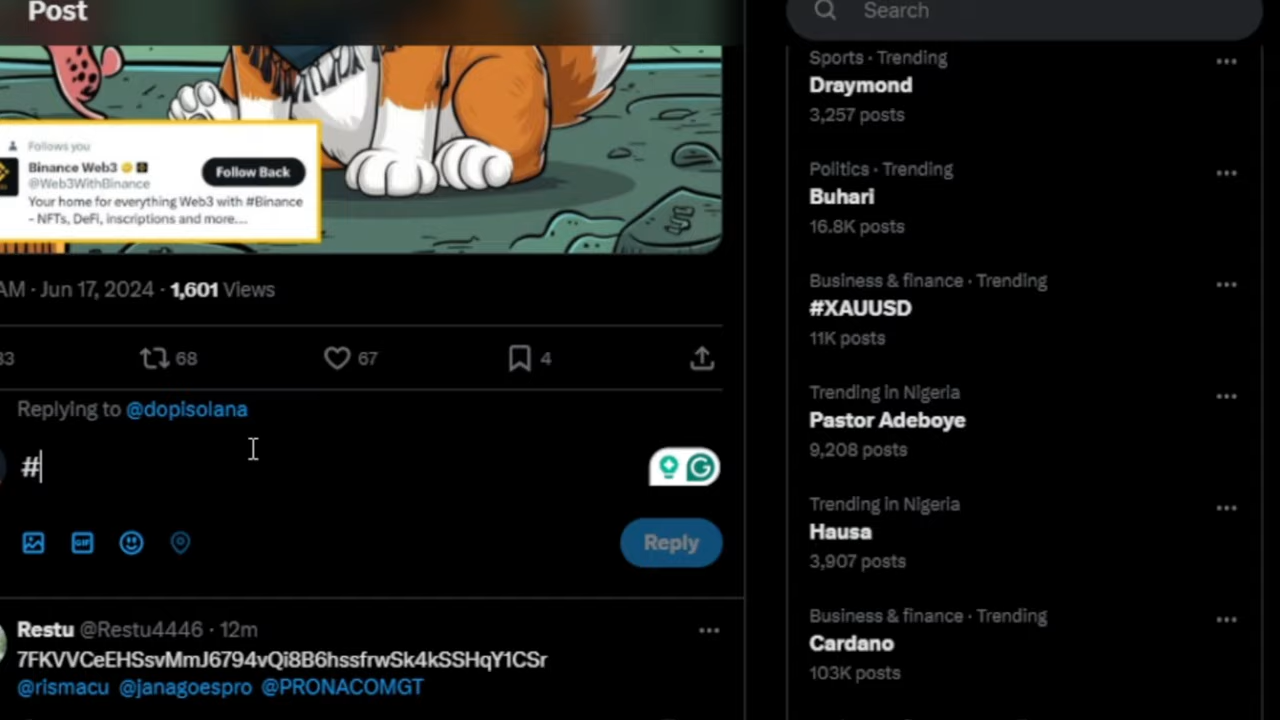 Post
Follows you
Binance Web3
@Web3WithBinance
Follow Back
Your home for everything Web3 with #Binance
- NFTs, DeFi, inscriptions and more....
AM · Jun 17, 2024 · 1,601 Views
33
68
67
4
Replying to @dopisolana
#
GIF
Reply
Restu @Restu4446 · 12m
7FKVVCeEHSsvMmJ6794vQi8B6hssfrwSk4kSSHqY1CSr
@rismacu @janagoespro @PRONACOMGT
Search
Sports · Trending
Draymond
3,257 posts
Politics · Trending
Buhari
16.8K posts
Business & finance · Trending
#XAUUSD
11K posts
Trending in Nigeria
Pastor Adeboye
9,208 posts
Trending in Nigeria
Hausa
3,907 posts
Business & finance · Trending
Cardano
103K posts